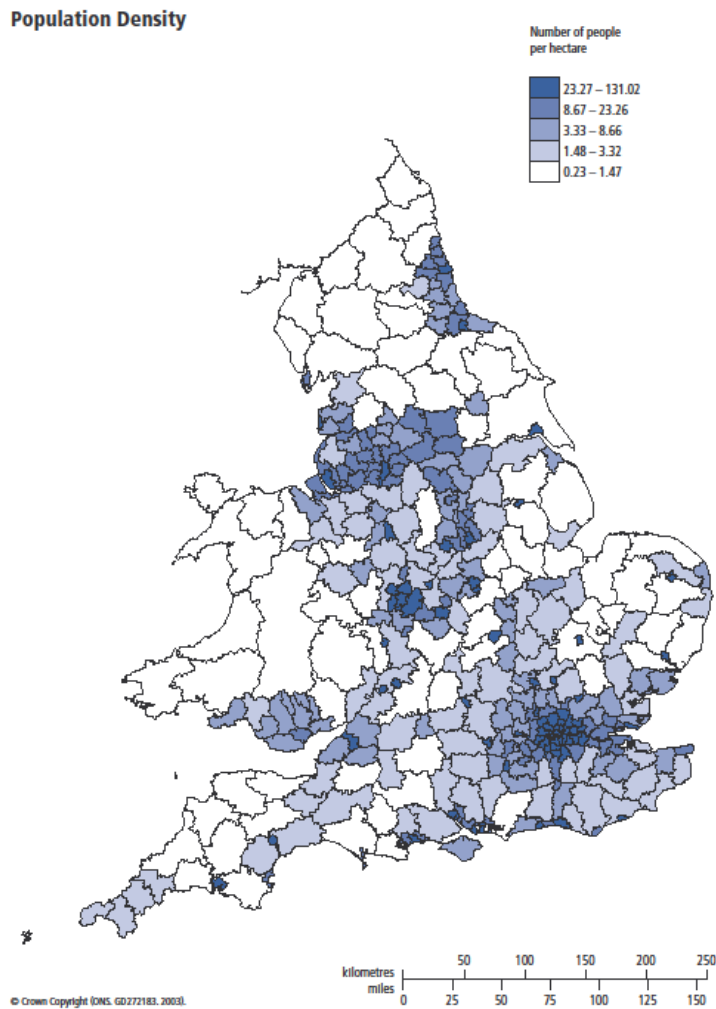 Population Density
Number of people
per hectare
23.27 – 131.02
8.67 – 23.26
3.33 – 8.66
1.48 – 3.32
0.23 – 1.47
50 100 150 200 250
kilometres
miles
0 25 50 75 100 125 150
© Crown Copyright (ONS. GD272183. 2003).